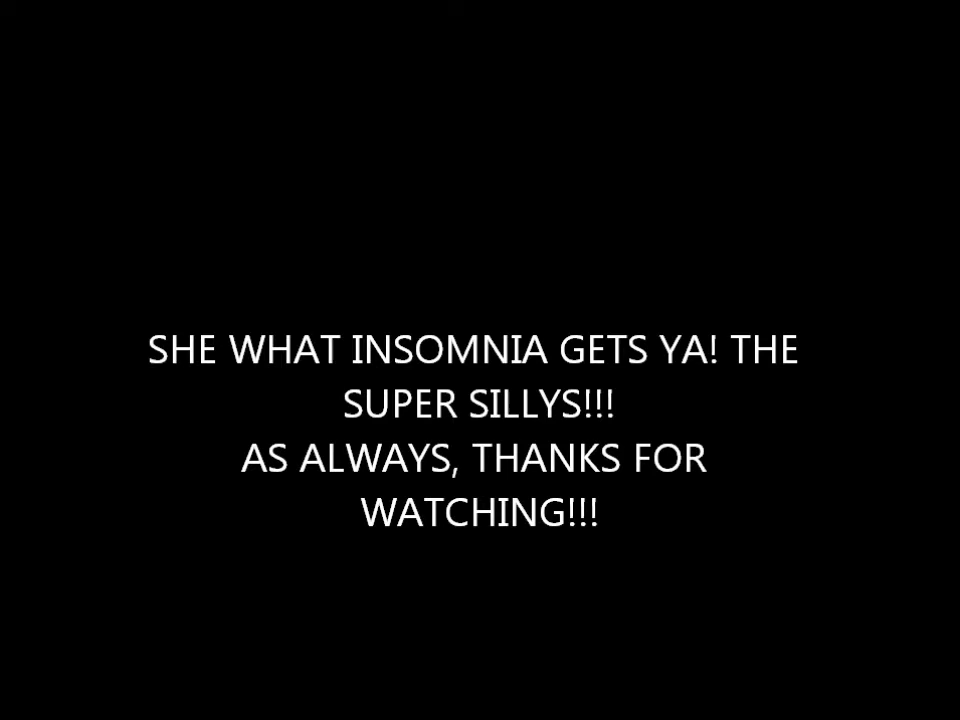 SHE WHAT INSOMNIA GETS YA! THE
SUPER SILLYS!!!
AS ALWAYS, THANKS FOR
WATCHING!!!